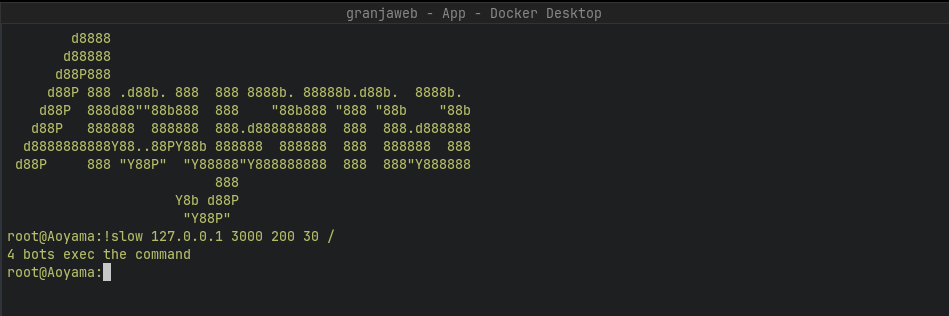 granjaweb - App - Docker Desktop
        d8888
       d88888
      d88P888
     d88P 888 .d88b. 888  888 8888b. 88888b.d88b.  8888b.
    d88P  888d88""88b888  888    "88b888 "888 "88b    "88b
   d88P   888888  888888  888.d888888888  888  888.d888888
  d8888888888Y88..88PY88b 888888  888888  888  888888  888
 d88P     888 "Y88P"  "Y88888"Y888888888  888  888"Y888888
                          888
                     Y8b d88P
                      "Y88P"
root@Aoyama:!slow 127.0.0.1 3000 200 30 /
4 bots exec the command
root@Aoyama: